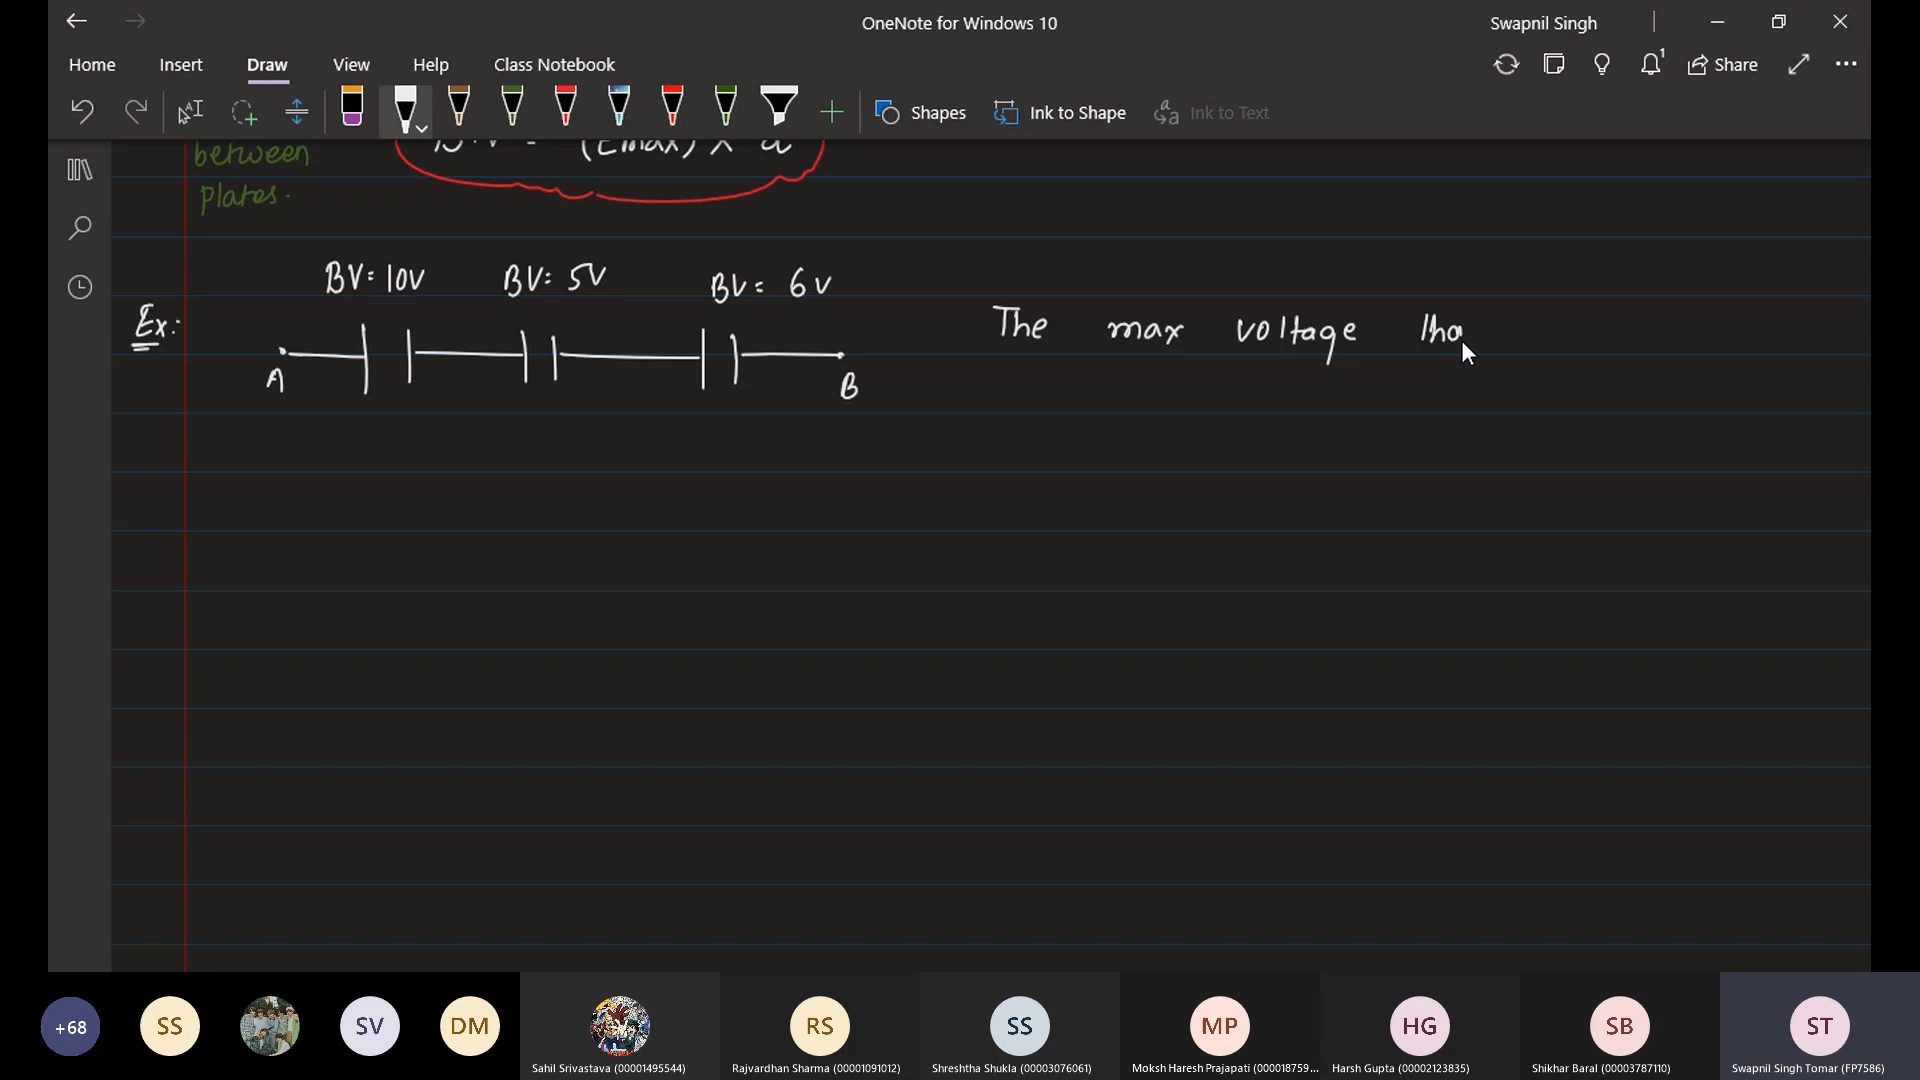 OneNote for Windows 10
Swapnil Singh
Home Insert Draw View Help Class Notebook
Share
Shapes Ink to Shape Ink to Text
between
plates.
B.V = (Emax) × d
BV= 10V BV= 5V BV= 6V
Ex:
A B
The max voltage tha
+68 SS SV DM RS SS MP HG SB ST
Sahil Srivastava (00001495544) Rajvardhan Sharma (00001091012) Shreshtha Shukla (00003076061) Moksh Haresh Prajapati (000018759... Harsh Gupta (00002123835) Shikhar Baral (00003787110) Swapnil Singh Tomar (FP7586)